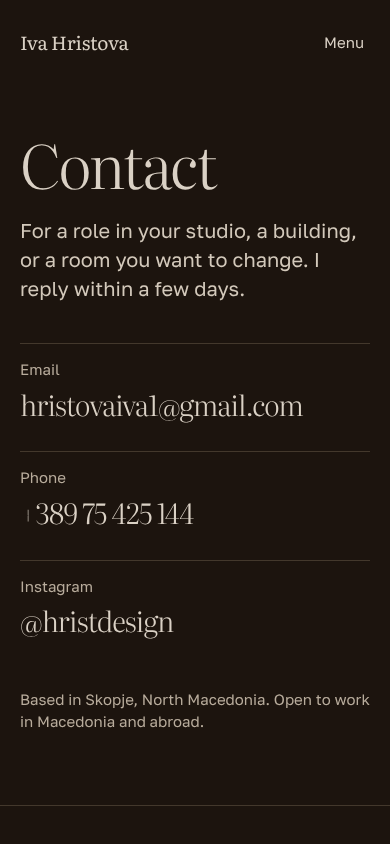 Iva Hristova
Menu
Contact
For a role in your studio, a building,
or a room you want to change. I
reply within a few days.
Email
hristovaiva1@gmail.com
Phone
+389 75 425 144
Instagram
@hristdesign
Based in Skopje, North Macedonia. Open to work
in Macedonia and abroad.